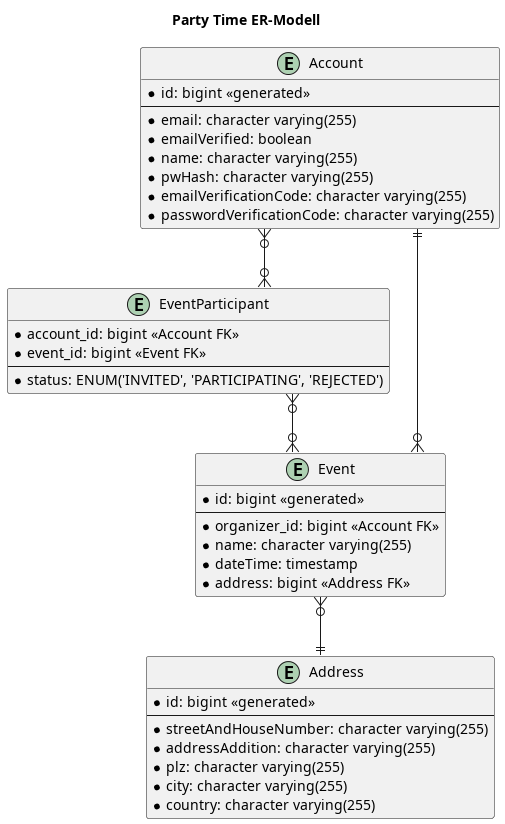 Party Time ER-Modell
E Account
id: bigint «generated»
email: character varying(255)
emailVerified: boolean
name: character varying(255)
pwHash: character varying(255)
emailVerificationCode: character varying(255)
passwordVerificationCode: character varying(255)
E EventParticipant
account_id: bigint «Account FK»
event_id: bigint «Event FK»
status: ENUM('INVITED', 'PARTICIPATING', 'REJECTED')
E Event
id: bigint «generated»
organizer_id: bigint «Account FK»
name: character varying(255)
dateTime: timestamp
address: bigint «Address FK»
E Address
id: bigint «generated»
streetAndHouseNumber: character varying(255)
addressAddition: character varying(255)
plz: character varying(255)
city: character varying(255)
country: character varying(255)